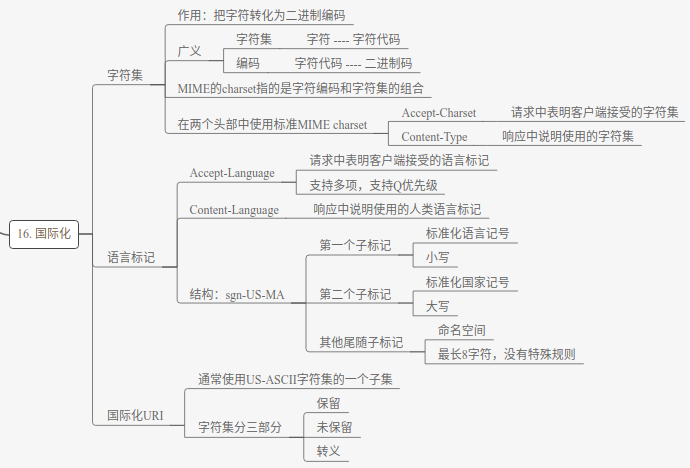 16. 国际化
字符集
作用：把字符转化为二进制编码
广义
字符集
字符 ---- 字符代码
编码
字符代码 ---- 二进制码
MIME的charset指的是字符编码和字符集的组合
在两个头部中使用标准MIME charset
Accept-Charset
请求中表明客户端接受的字符集
Content-Type
响应中说明使用的字符集
语言标记
Accept-Language
请求中表明客户端接受的语言标记
支持多项，支持Q优先级
Content-Language
响应中说明使用的人类语言标记
结构：sgn-US-MA
第一个子标记
标准化语言记号
小写
第二个子标记
标准化国家记号
大写
其他尾随子标记
命名空间
最长8字符，没有特殊规则
国际化URI
通常使用US-ASCII字符集的一个子集
字符集分三部分
保留
未保留
转义